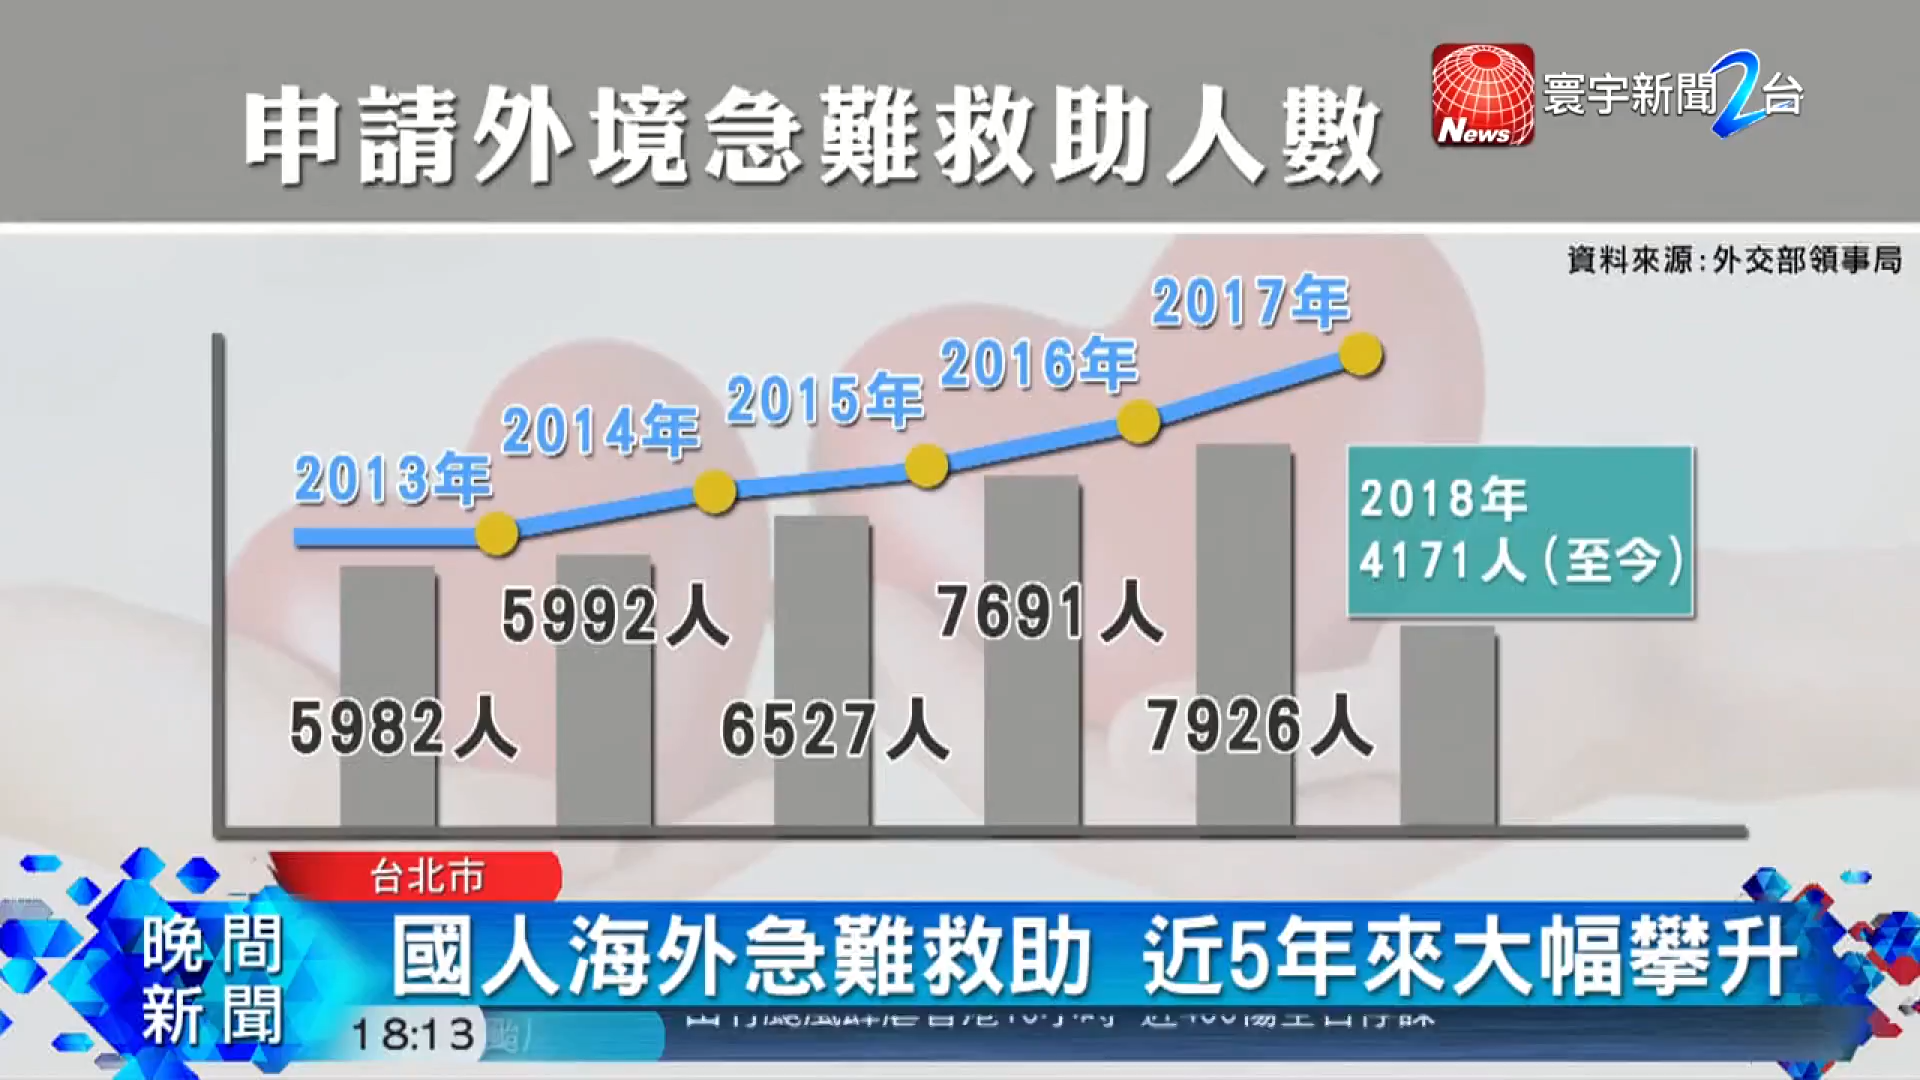 申請外境急難救助人數
News
寰宇新聞2台
資料來源:外交部領事局
2013年
2014年
2015年
2016年
2017年
5982人
5992人
6527人
7691人
7926人
2018年
4171人(至今)
台北市
晚間
新聞
國人海外急難救助 近5年來大幅攀升
18:13